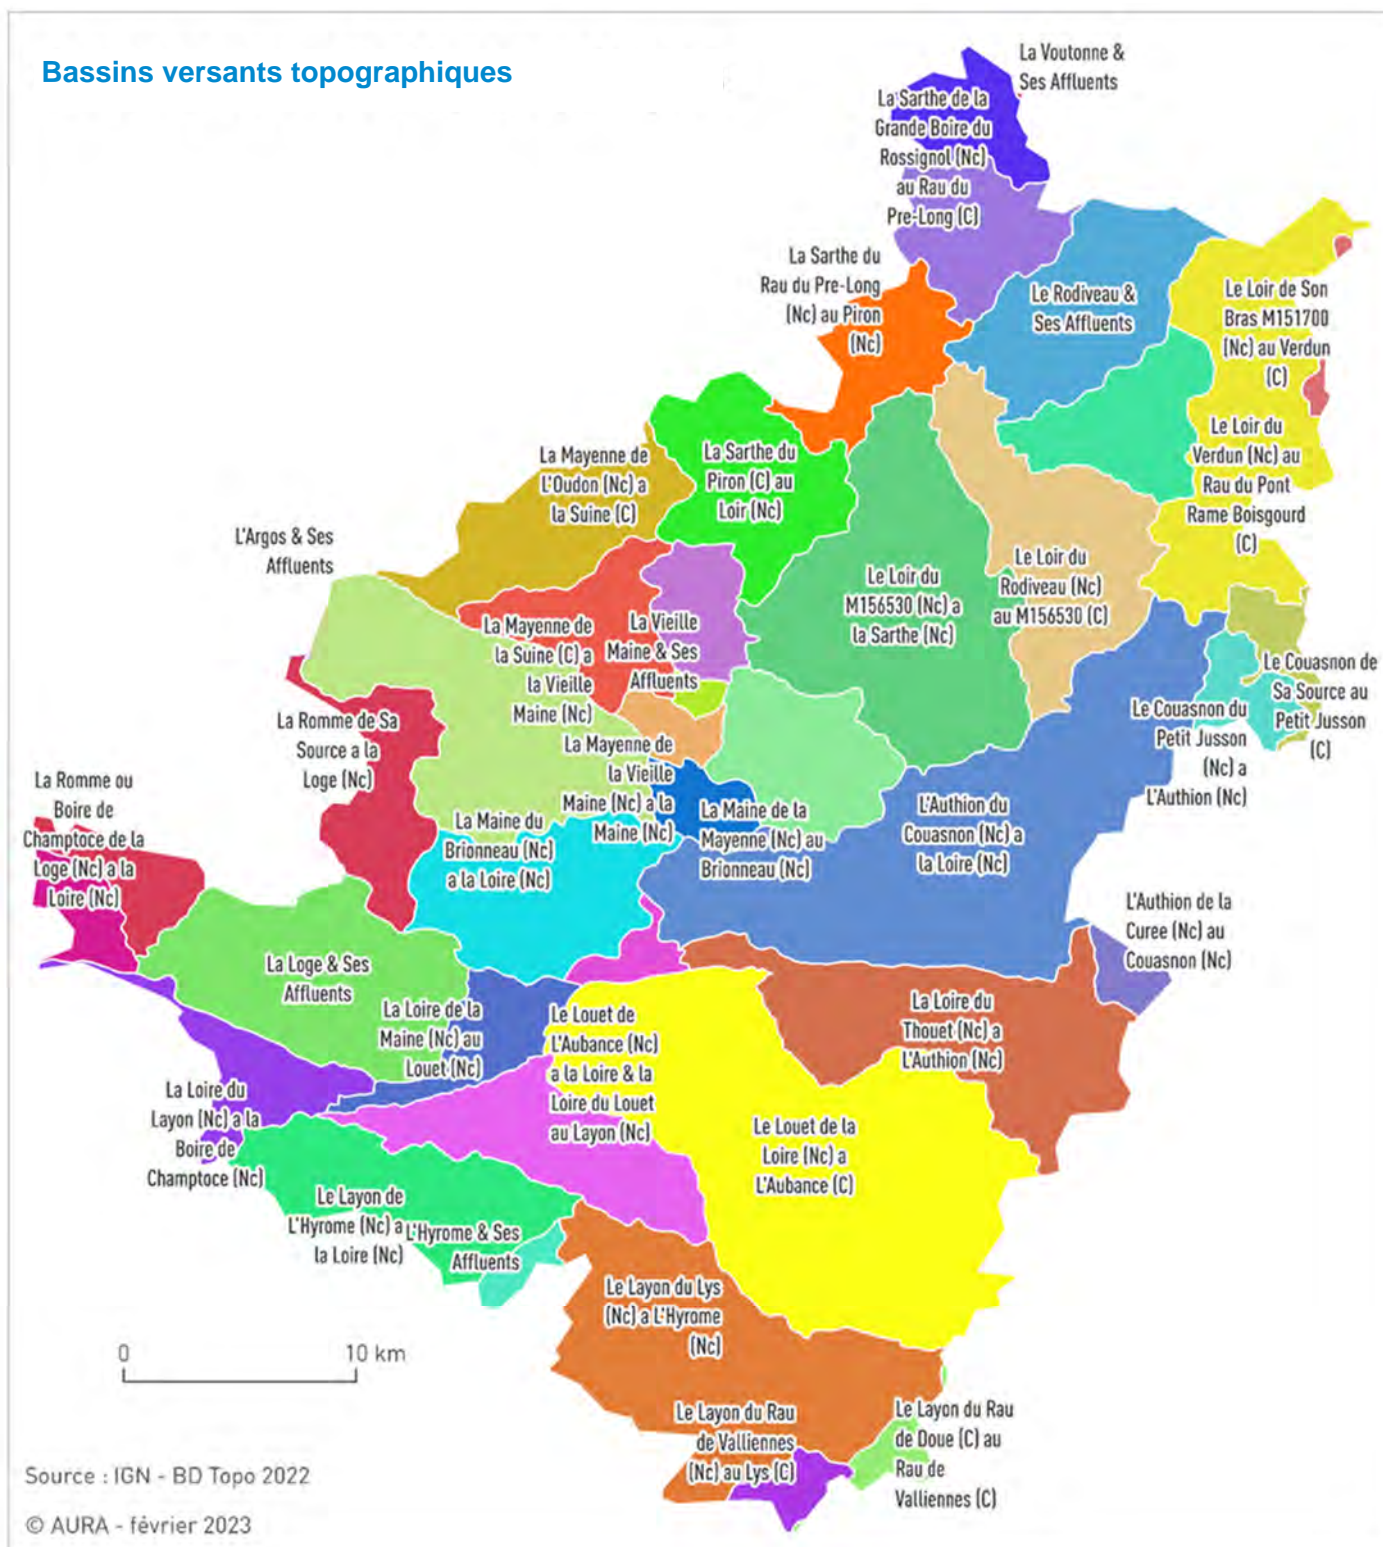 Bassins versants topographiques
La Voutonne &
Ses Affluents
La Sarthe de la
Grande Boire du
Rossignol (Nc)
au Rau du
Pre-Long (C)
La Sarthe du
Rau du Pre-Long
(Nc) au Piron
(Nc)
Le Rodiveau &
Ses Affluents
Le Loir de Son
Bras M151700
(Nc) au Verdun
(C)
Le Loir du
Verdun (Nc) au
Rau du Pont
Rame Boisgourd
(C)
La Mayenne de
L'Oudon (Nc) a
la Suine (C)
La Sarthe du
Piron (C) au
Loir (Nc)
L'Argos & Ses
Affluents
Le Loir du
M156530 (Nc) a
la Sarthe (Nc)
Le Loir du
Rodiveau (Nc)
au M156530 (C)
La Mayenne de
la Suine (C) a
la Vieille
Maine (Nc)
La Vieille
Maine & Ses
Affluents
Le Couasnon de
Sa Source au
Petit Jusson
(C)
Le Couasnon du
Petit Jusson
(Nc) a
L'Authion (Nc)
La Romme de Sa
Source a la
Loge (Nc)
La Mayenne de
la Vieille
Maine (Nc) a la
Maine (Nc)
La Romme ou
Boire de
Champtoce de la
Loge (Nc) a la
Loire (Nc)
La Maine du
Brionneau (Nc)
a la Loire (Nc)
La Maine de la
Mayenne (Nc) au
Brionneau (Nc)
L'Authion du
Couasnon (Nc) a
la Loire (Nc)
L'Authion de la
Curee (Nc) au
Couasnon (Nc)
La Loge & Ses
Affluents
La Loire de la
Maine (Nc) au
Louet (Nc)
Le Louet de
L'Aubance (Nc)
a la Loire & la
Loire du Louet
au Layon (Nc)
La Loire du
Thouet (Nc) a
L'Authion (Nc)
La Loire du
Layon (Nc) a la
Boire de
Champtoce (Nc)
Le Louet de la
Loire (Nc) a
L'Aubance (C)
Le Layon de
L'Hyrome (Nc) a
la Loire (Nc)
L'Hyrome & Ses
Affluents
Le Layon du Lys
(Nc) a L'Hyrome
(Nc)
0 10 km
Le Layon du Rau
de Valliennes
(Nc) au Lys (C)
Le Layon du Rau
de Doue (C) au
Rau de
Valliennes (C)
Source : IGN - BD Topo 2022
© AURA - février 2023